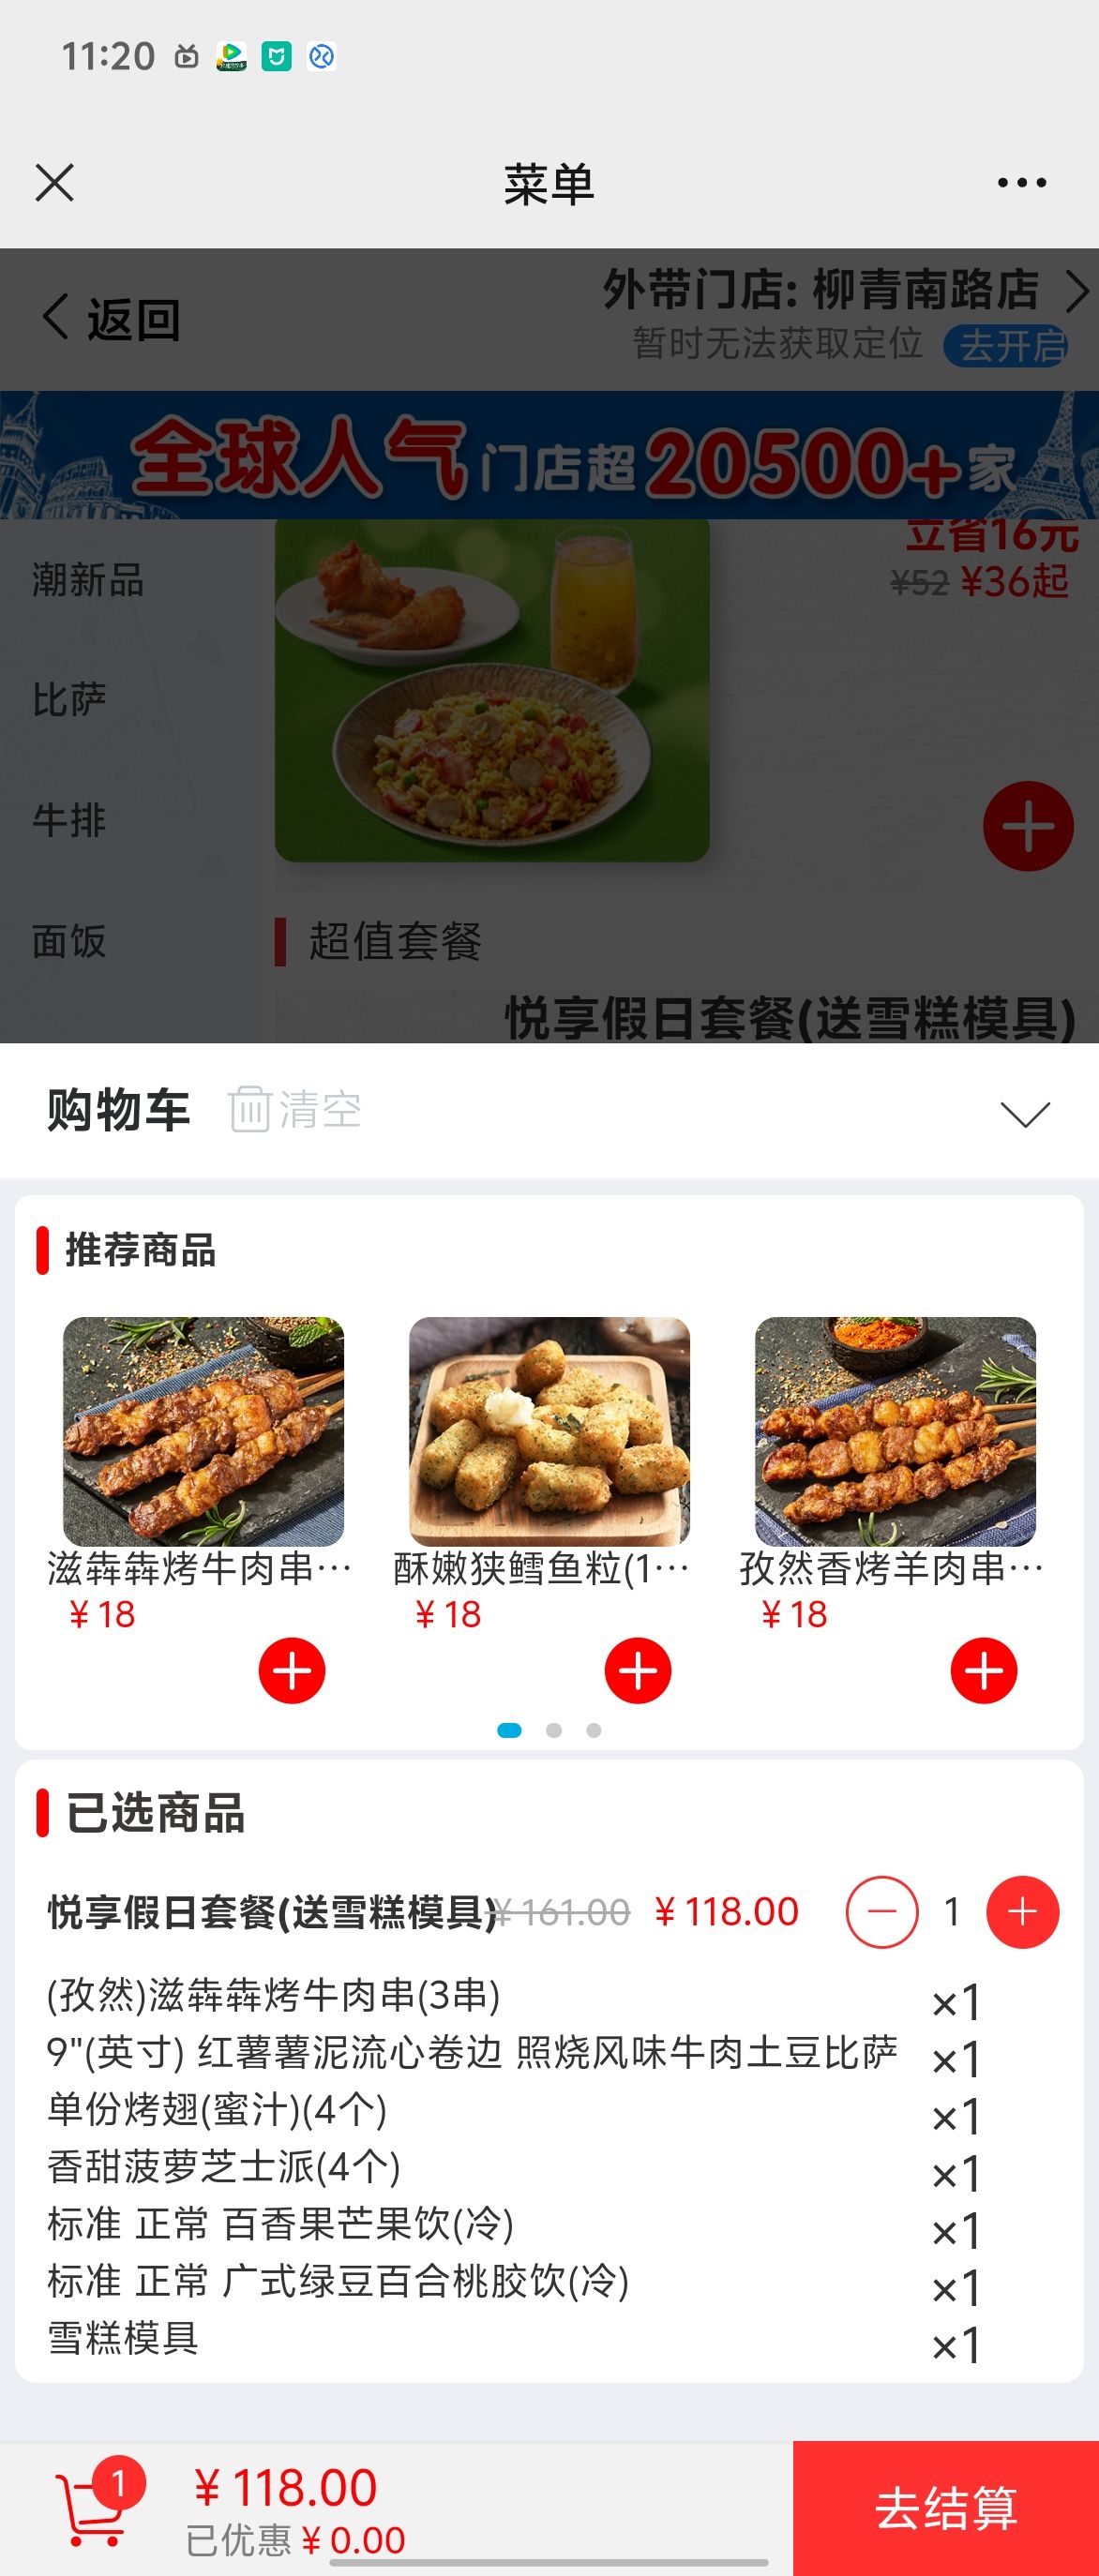 11:20
菜单
返回
外带门店: 柳青南路店
暂时无法获取定位 去开启
全球人气门店超20500+家
潮新品
立省16元
¥52 ¥36起
比萨
牛排
面饭
超值套餐
悦享假日套餐(送雪糕模具)
购物车 清空
推荐商品
滋犇犇烤牛肉串… 酥嫩狭鳕鱼粒(1… 孜然香烤羊肉串…
¥18 ¥18 ¥18
已选商品
悦享假日套餐(送雪糕模具) ¥161.00 ¥118.00 1
(孜然)滋犇犇烤牛肉串(3串) ×1
9"(英寸) 红薯薯泥流心卷边 照烧风味牛肉土豆比萨 ×1
单份烤翅(蜜汁)(4个) ×1
香甜菠萝芝士派(4个) ×1
标准 正常 百香果芒果饮(冷) ×1
标准 正常 广式绿豆百合桃胶饮(冷) ×1
雪糕模具 ×1
1 ¥118.00
已优惠 ¥0.00
去结算